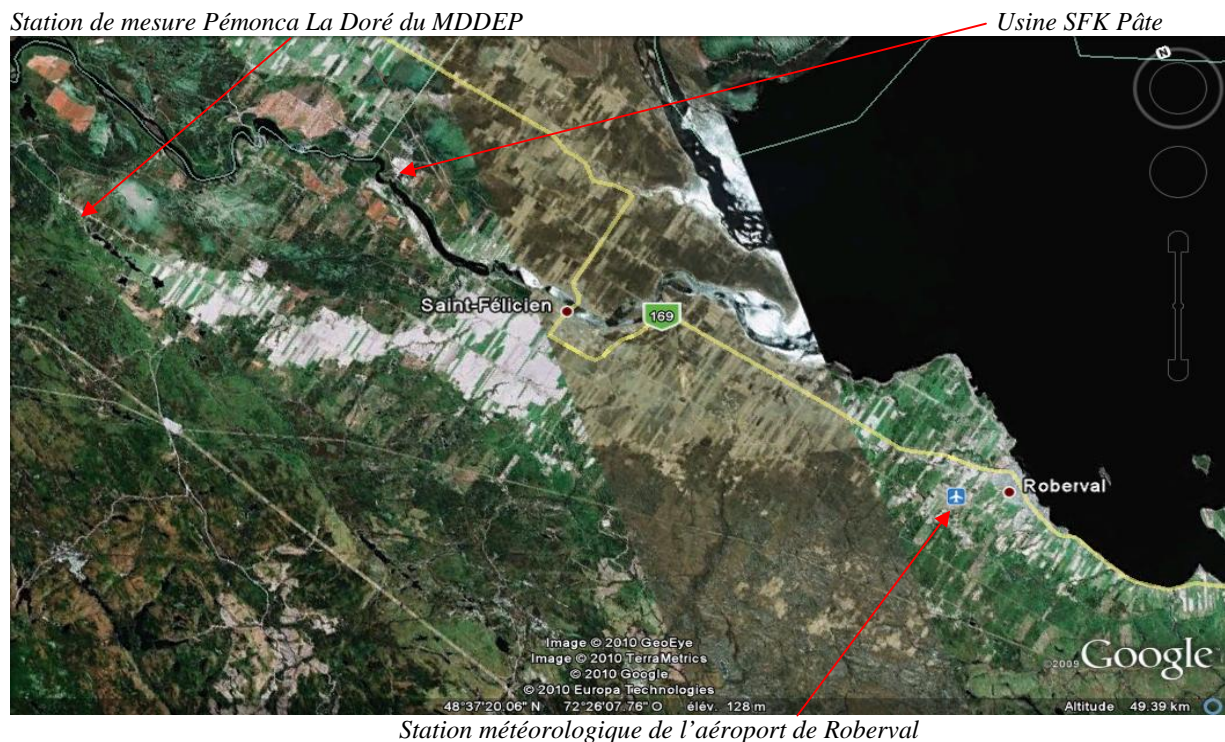 Station de mesure Pémonca La Doré du MDDEP
Usine SFK Pâte
N
Saint-Félicien
169
Roberval
Image © 2010 GeoEye
Image © 2010 TerraMetrics
© 2010 Google
© 2010 Europa Technologies
©2009 Google
48°37'20.06" N 72°26'07.76" O élév. 128 m
Altitude 49.39 km
Station météorologique de l'aéroport de Roberval